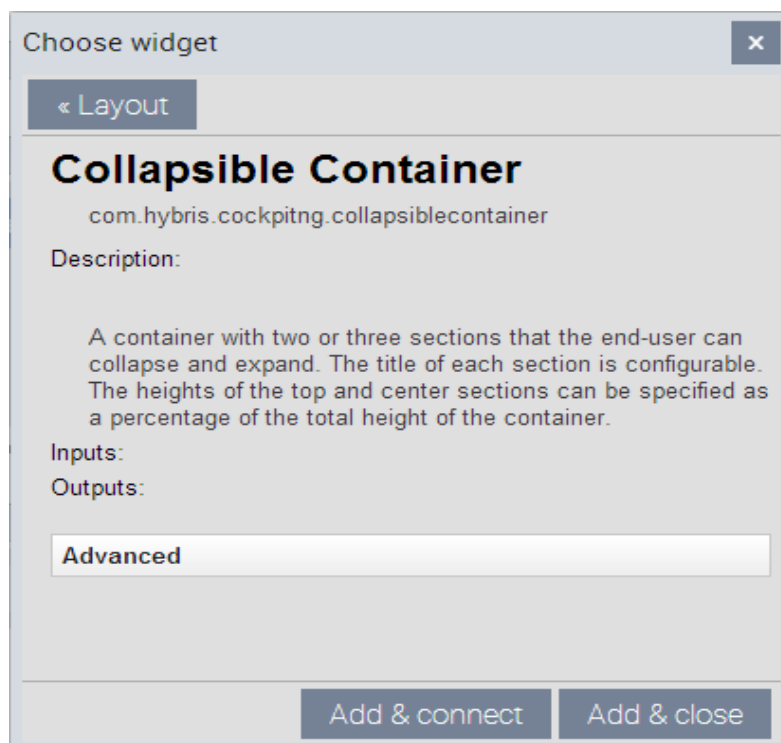 Choose widget
×
« Layout
Collapsible Container
com.hybris.cockpitng.collapsiblecontainer
Description:
A container with two or three sections that the end-user can
collapse and expand. The title of each section is configurable.
The heights of the top and center sections can be specified as
a percentage of the total height of the container.
Inputs:
Outputs:
Advanced
Add & connect
Add & close